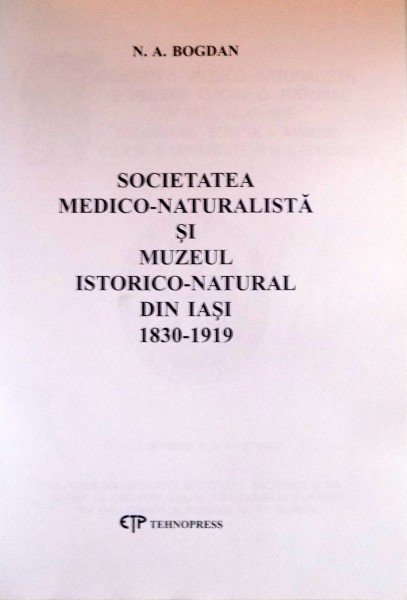 N. A. BOGDAN
SOCIETATEA
MEDICO-NATURALISTĂ
ŞI
MUZEUL
ISTORICO-NATURAL
DIN IAŞI
1830-1919
ETP TEHNOPRESS